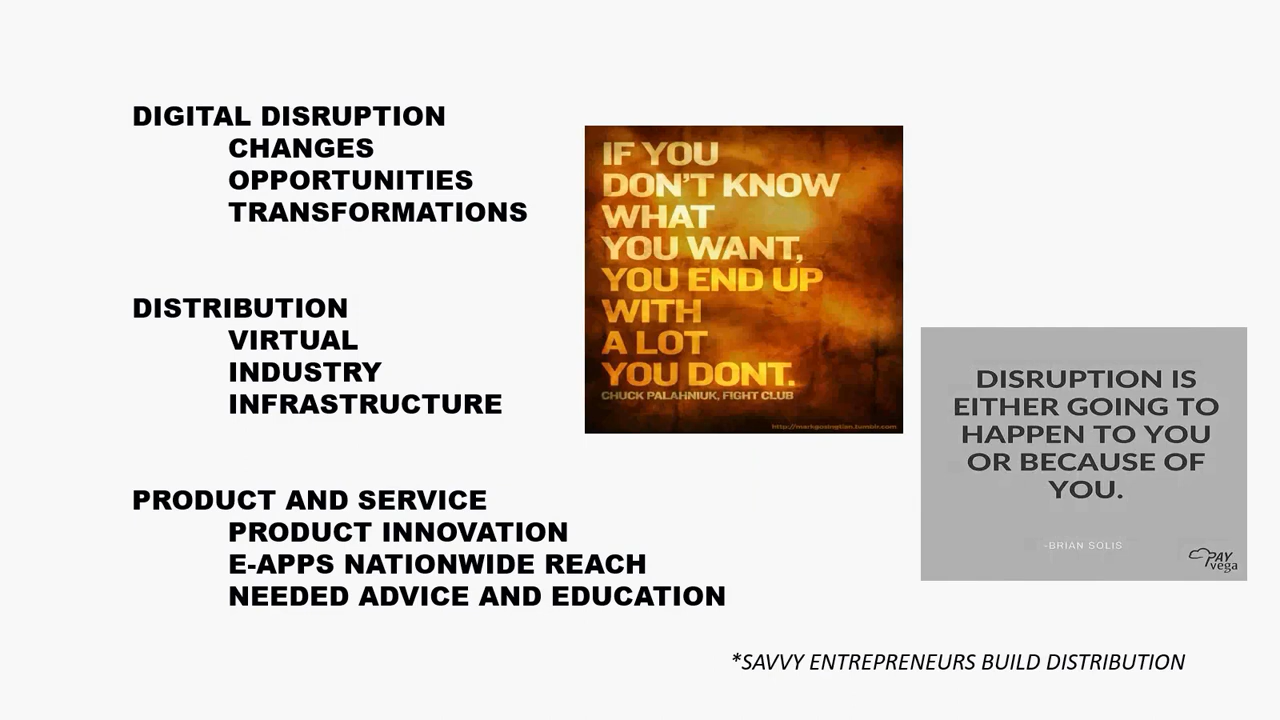 DIGITAL DISRUPTION
CHANGES
OPPORTUNITIES
TRANSFORMATIONS
DISTRIBUTION
VIRTUAL
INDUSTRY
INFRASTRUCTURE
PRODUCT AND SERVICE
PRODUCT INNOVATION
E-APPS NATIONWIDE REACH
NEEDED ADVICE AND EDUCATION
IF YOU
DON'T KNOW
WHAT
YOU WANT,
YOU END UP
WITH
A LOT
YOU DONT.
CHUCK PALAHNIUK, FIGHT CLUB
DISRUPTION IS
EITHER GOING TO
HAPPEN TO YOU
OR BECAUSE OF
YOU.
-BRIAN SOLIS
PAY
vega
*SAVVY ENTREPRENEURS BUILD DISTRIBUTION